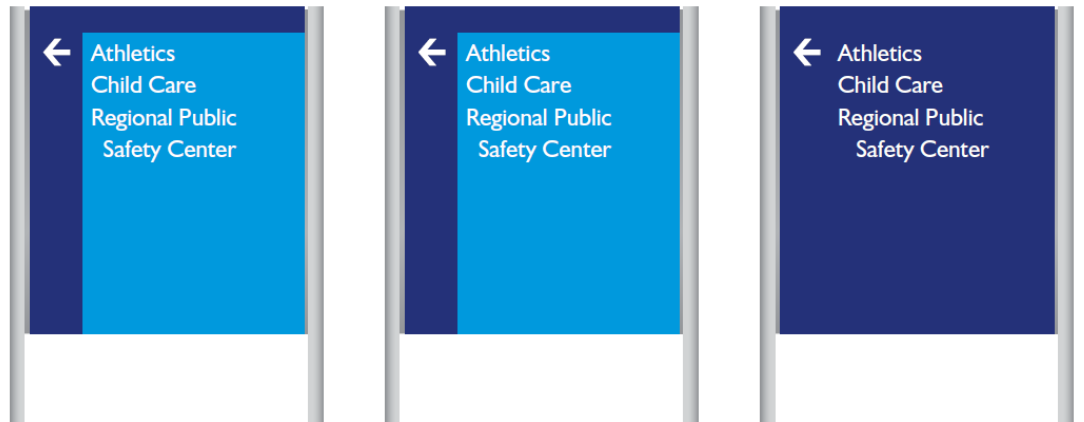 Athletics
Child Care
Regional Public
Safety Center
Athletics
Child Care
Regional Public
Safety Center
Athletics
Child Care
Regional Public
Safety Center